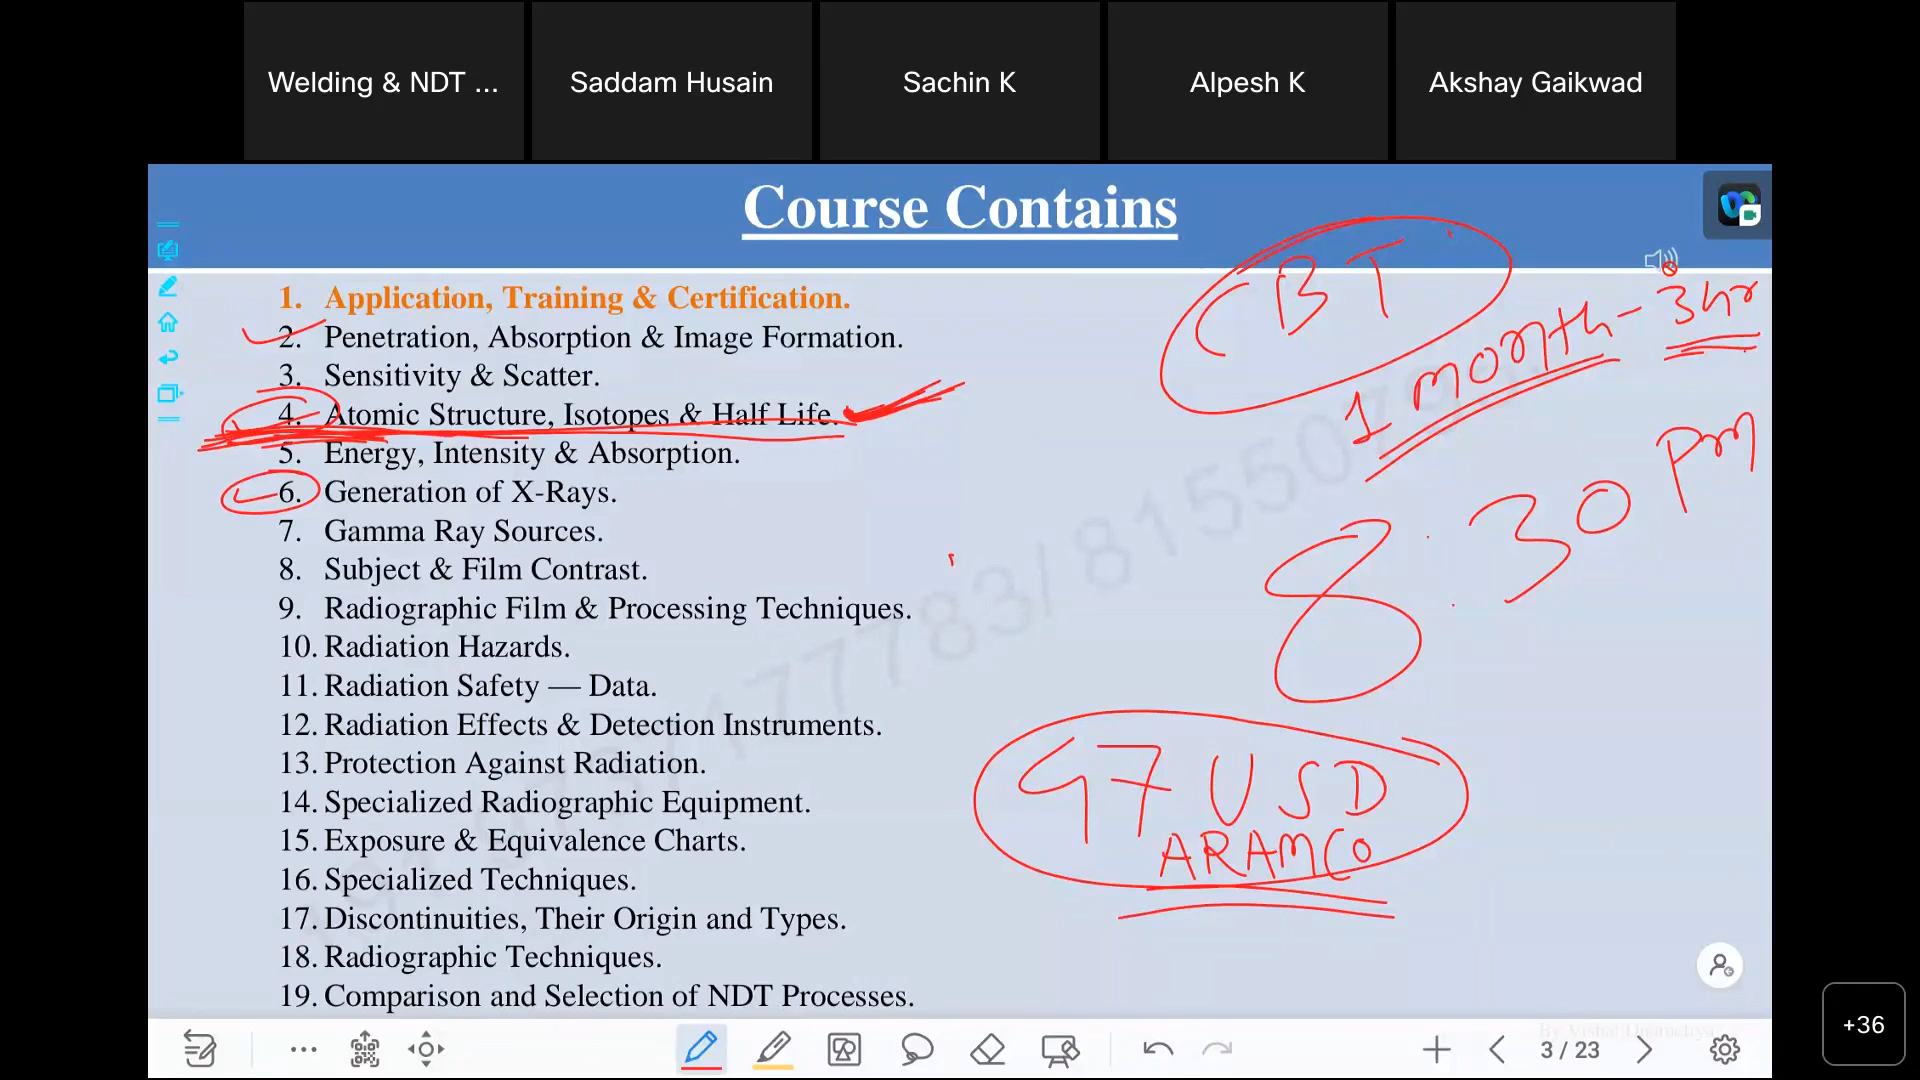 Welding & NDT ...
Saddam Husain
Sachin K
Alpesh K
Akshay Gaikwad
Course Contains
1. Application, Training & Certification.
2. Penetration, Absorption & Image Formation.
3. Sensitivity & Scatter.
4. Atomic Structure, Isotopes & Half Life.
5. Energy, Intensity & Absorption.
6. Generation of X-Rays.
7. Gamma Ray Sources.
8. Subject & Film Contrast.
9. Radiographic Film & Processing Techniques.
10. Radiation Hazards.
11. Radiation Safety — Data.
12. Radiation Effects & Detection Instruments.
13. Protection Against Radiation.
14. Specialized Radiographic Equipment.
15. Exposure & Equivalence Charts.
16. Specialized Techniques.
17. Discontinuities, Their Origin and Types.
18. Radiographic Techniques.
19. Comparison and Selection of NDT Processes.
CBT
1 month - 3hr
8:30 pm
97 USD
ARAMCO
3 / 23
+36